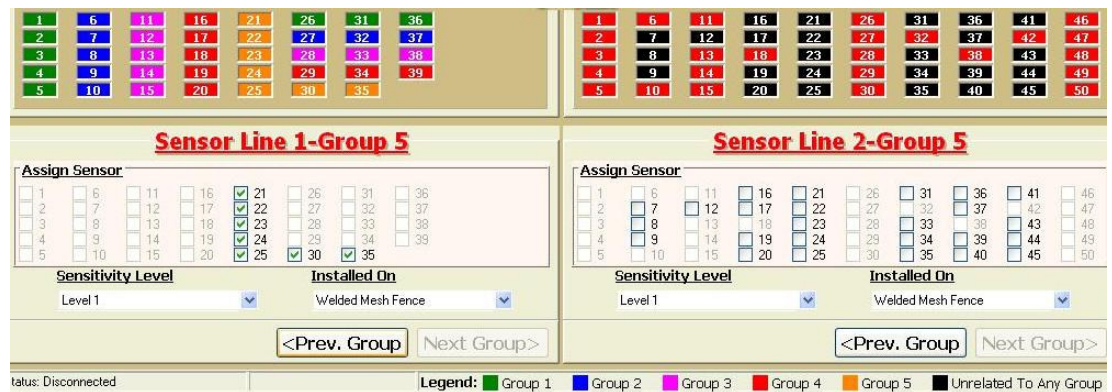 1 6 11 16 21 26 31 36
2 7 12 17 22 27 32 37
3 8 13 18 23 28 33 38
4 9 14 19 24 29 34 39
5 10 15 20 25 30 35
1 6 11 16 21 26 31 36 41 46
2 7 12 17 22 27 32 37 42 47
3 8 13 18 23 28 33 38 43 48
4 9 14 19 24 29 34 39 44 49
5 10 15 20 25 30 35 40 45 50
Sensor Line 1-Group 5
Assign Sensor
1 6 11 16 21 26 31 36
2 7 12 17 22 27 32 37
3 8 13 18 23 28 33 38
4 9 14 19 24 29 34 39
5 10 15 20 25 30 35
Sensitivity Level Installed On
Level 1 Welded Mesh Fence
<Prev. Group Next Group>
Sensor Line 2-Group 5
Assign Sensor
1 6 11 16 21 26 31 36 41 46
2 7 12 17 22 27 32 37 42 47
3 8 13 18 23 28 33 38 43 48
4 9 14 19 24 29 34 39 44 49
5 10 15 20 25 30 35 40 45 50
Sensitivity Level Installed On
Level 1 Welded Mesh Fence
<Prev. Group Next Group>
tatus: Disconnected
Legend: Group 1 Group 2 Group 3 Group 4 Group 5 Unrelated To Any Group